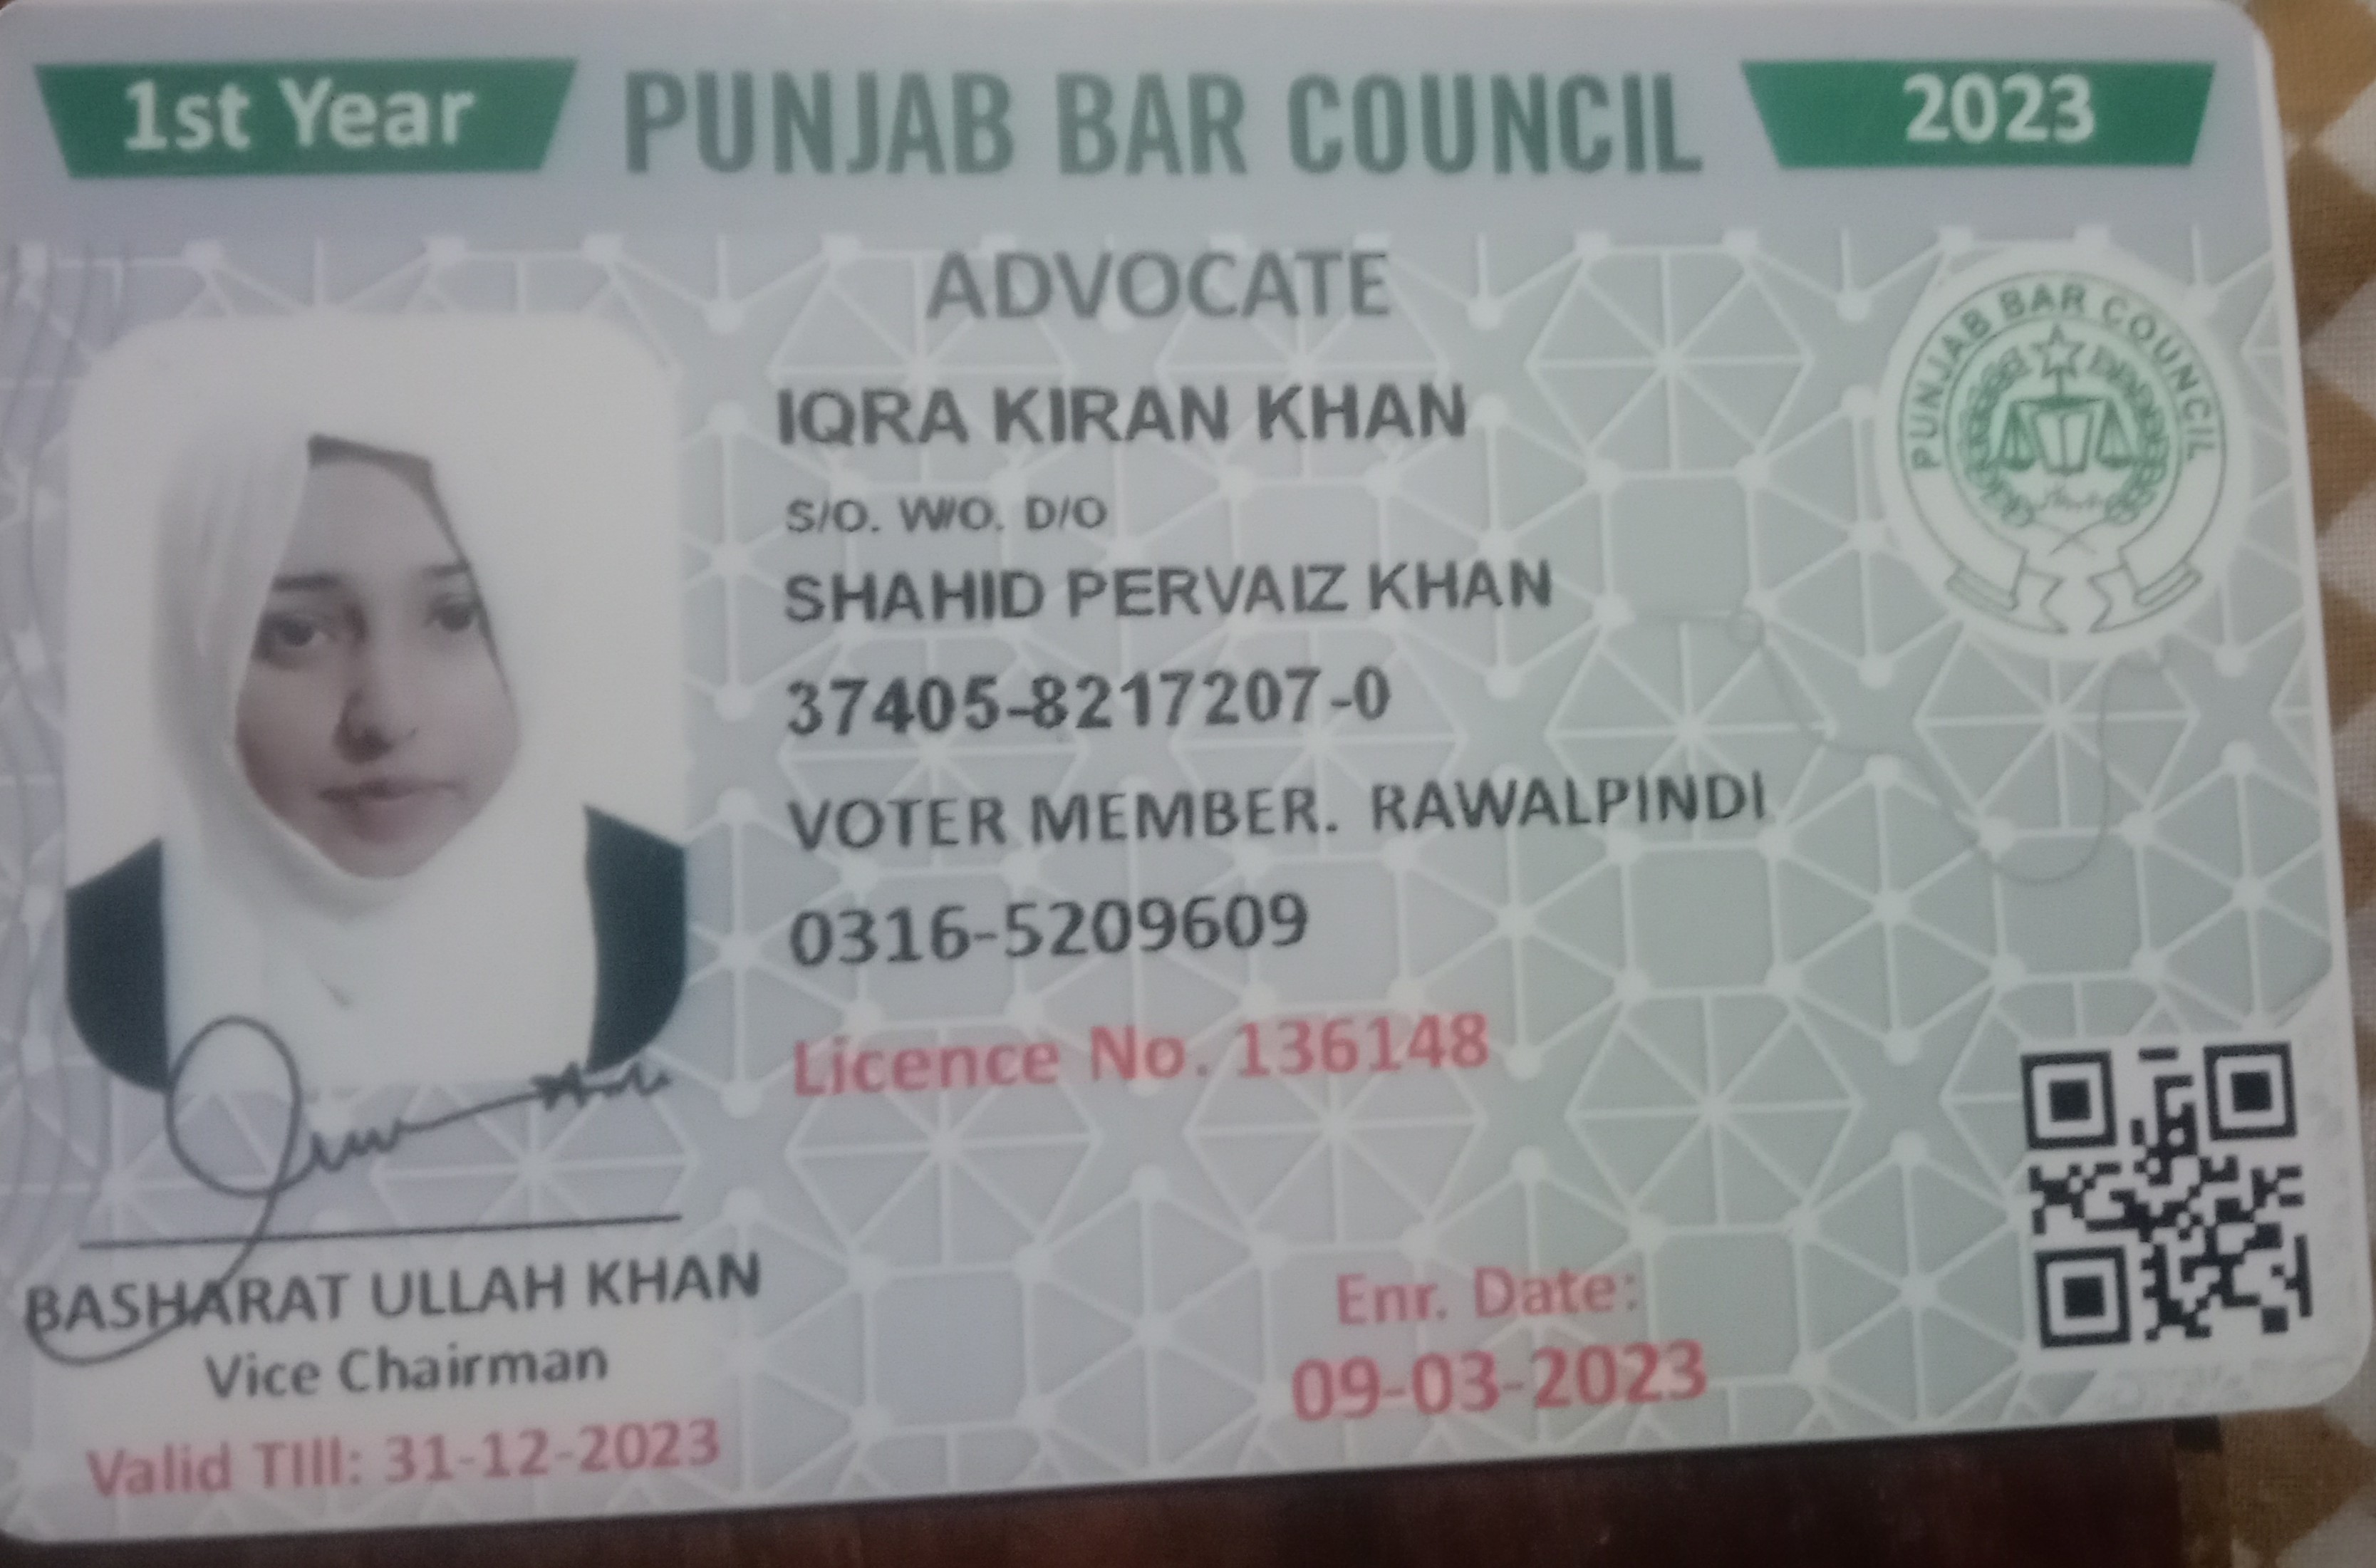 1st Year
PUNJAB BAR COUNCIL
2023
ADVOCATE
PUNJAB BAR COUNCIL
IQRA KIRAN KHAN
S/O. W/O. D/O
SHAHID PERVAIZ KHAN
37405-8217207-0
VOTER MEMBER. RAWALPINDI
0316-5209609
Licence No. 136148
BASHARAT ULLAH KHAN
Vice Chairman
Valid TIll: 31-12-2023
Enr. Date:
09-03-2023